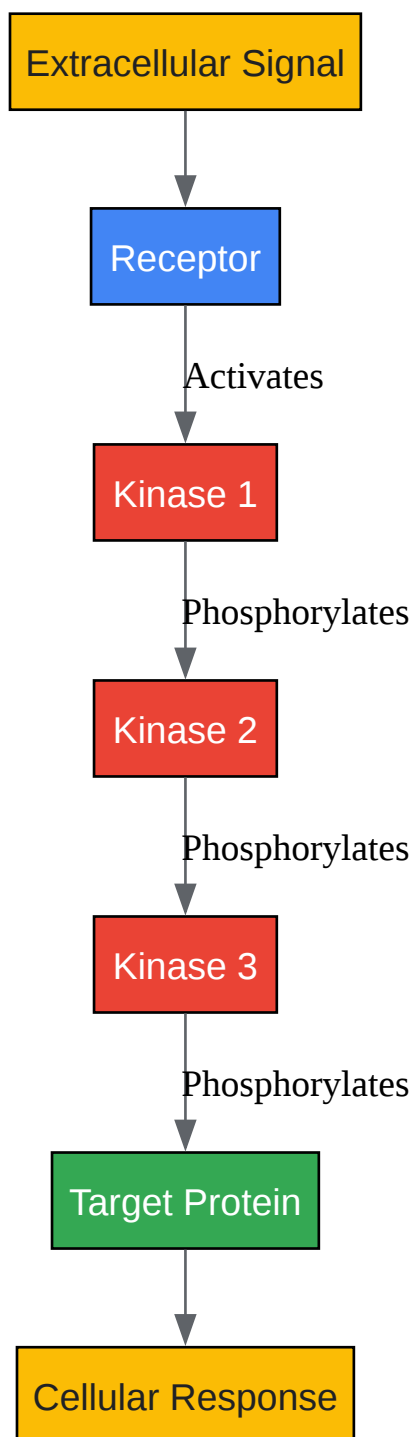 Extracellular Signal
Receptor
Activates
Kinase 1
Phosphorylates
Kinase 2
Phosphorylates
Kinase 3
Phosphorylates
Target Protein
Cellular Response